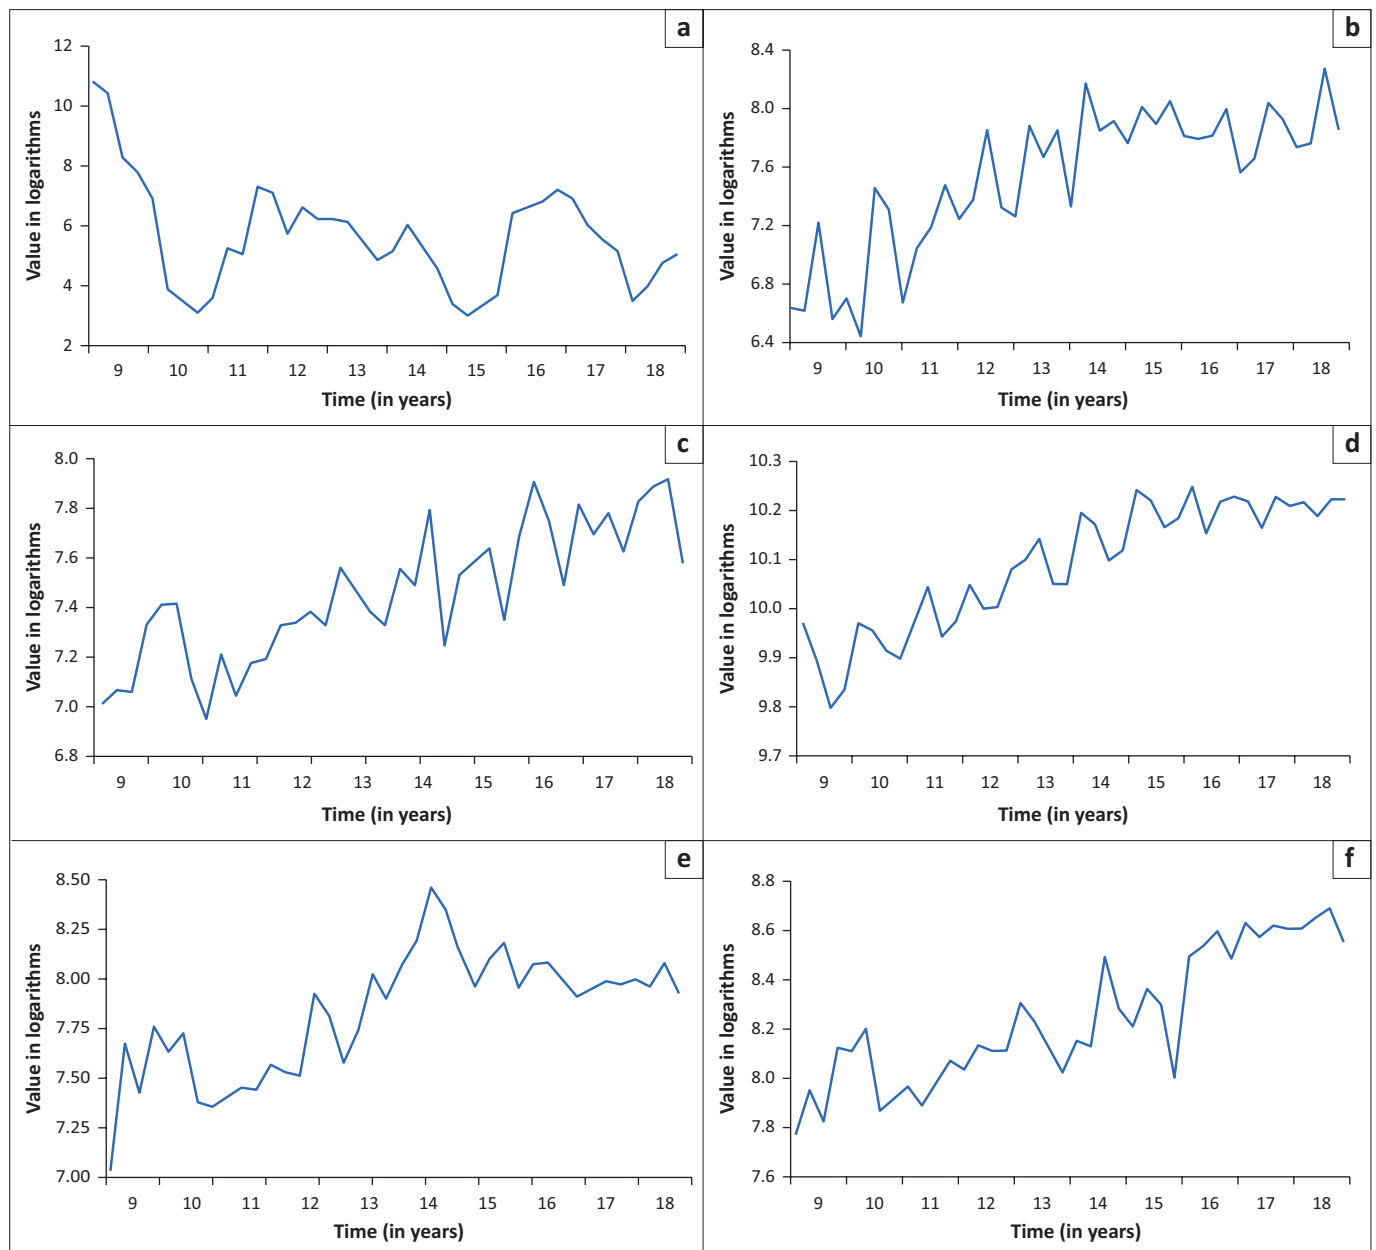 a
12
10
8
6
4
2
Value in logarithms
9 10 11 12 13 14 15 16 17 18
Time (in years)
b
8.4
8.0
7.6
7.2
6.8
6.4
Value in logarithms
9 10 11 12 13 14 15 16 17 18
Time (in years)
c
8.0
7.8
7.6
7.4
7.2
7.0
6.8
Value in logarithms
9 10 11 12 13 14 15 16 17 18
Time (in years)
d
10.3
10.2
10.1
10.0
9.9
9.8
9.7
Value in logarithms
9 10 11 12 13 14 15 16 17 18
Time (in years)
e
8.50
8.25
8.00
7.75
7.50
7.25
7.00
Value in logarithms
9 10 11 12 13 14 15 16 17 18
Time (in years)
f
8.8
8.6
8.4
8.2
8.0
7.8
7.6
Value in logarithms
9 10 11 12 13 14 15 16 17 18
Time (in years)